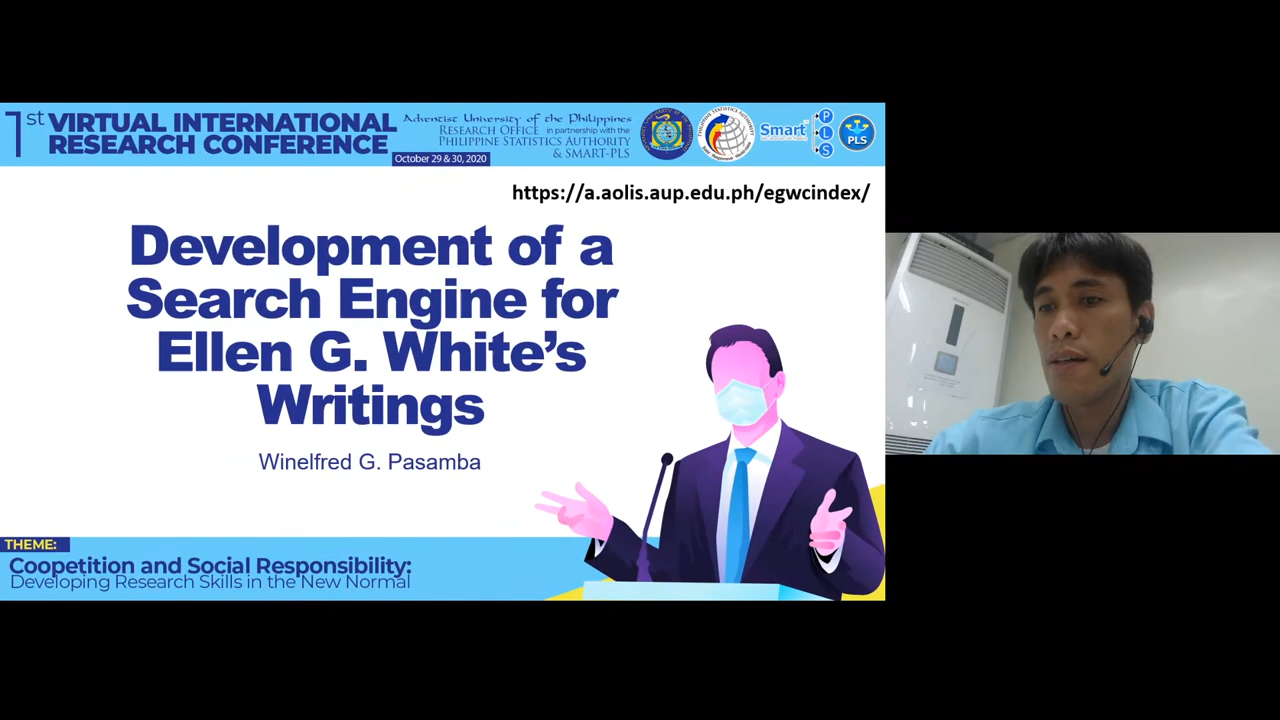 1st VIRTUAL INTERNATIONAL
RESEARCH CONFERENCE
October 29 & 30, 2020
Adventist University of the Philippines
RESEARCH OFFICE in partnership with the
PHILIPPINE STATISTICS AUTHORITY
& SMART-PLS
Smart
P
L
S
PLS
https://a.aolis.aup.edu.ph/egwcindex/
Development of a
Search Engine for
Ellen G. White’s
Writings
Winelfred G. Pasamba
THEME:
Coopetition and Social Responsibility:
Developing Research Skills in the New Normal